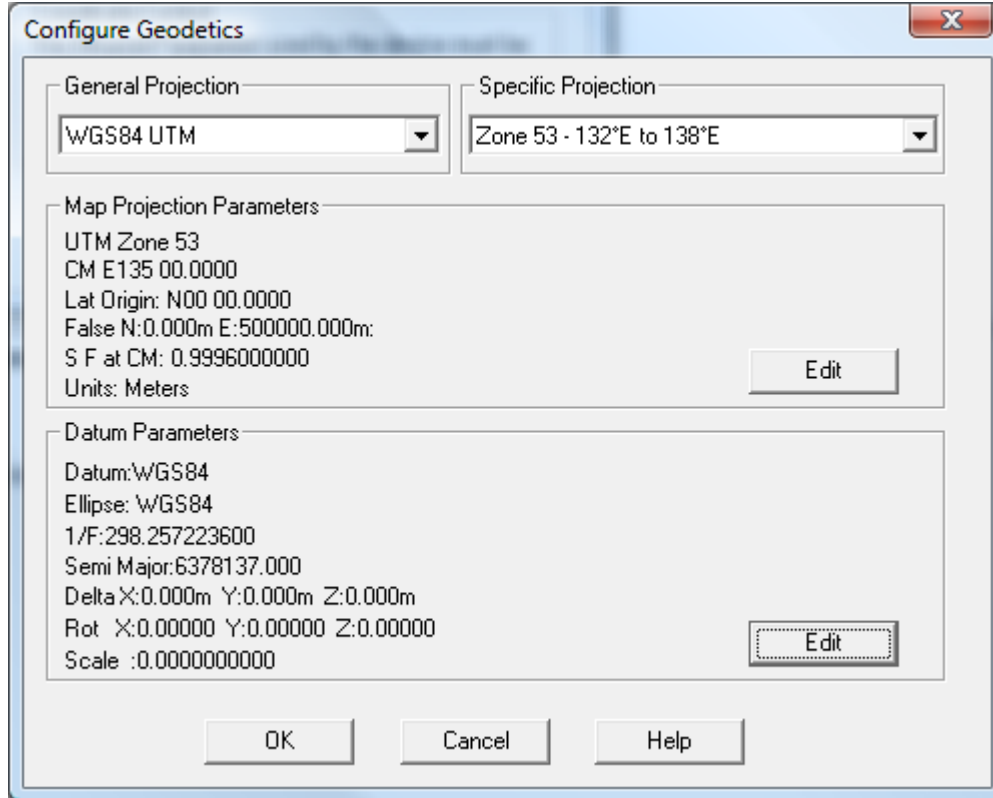 Configure Geodetics
General Projection
WGS84 UTM
Specific Projection
Zone 53 - 132°E to 138°E
Map Projection Parameters
UTM Zone 53
CM E135 00.0000
Lat Origin: N00 00.0000
False N:0.000m E:500000.000m:
S F at CM: 0.9996000000
Units: Meters
Edit
Datum Parameters
Datum:WGS84
Ellipse: WGS84
1/F:298.257223600
Semi Major:6378137.000
Delta X:0.000m Y:0.000m Z:0.000m
Rot X:0.00000 Y:0.00000 Z:0.00000
Scale :0.0000000000
Edit
OK Cancel Help